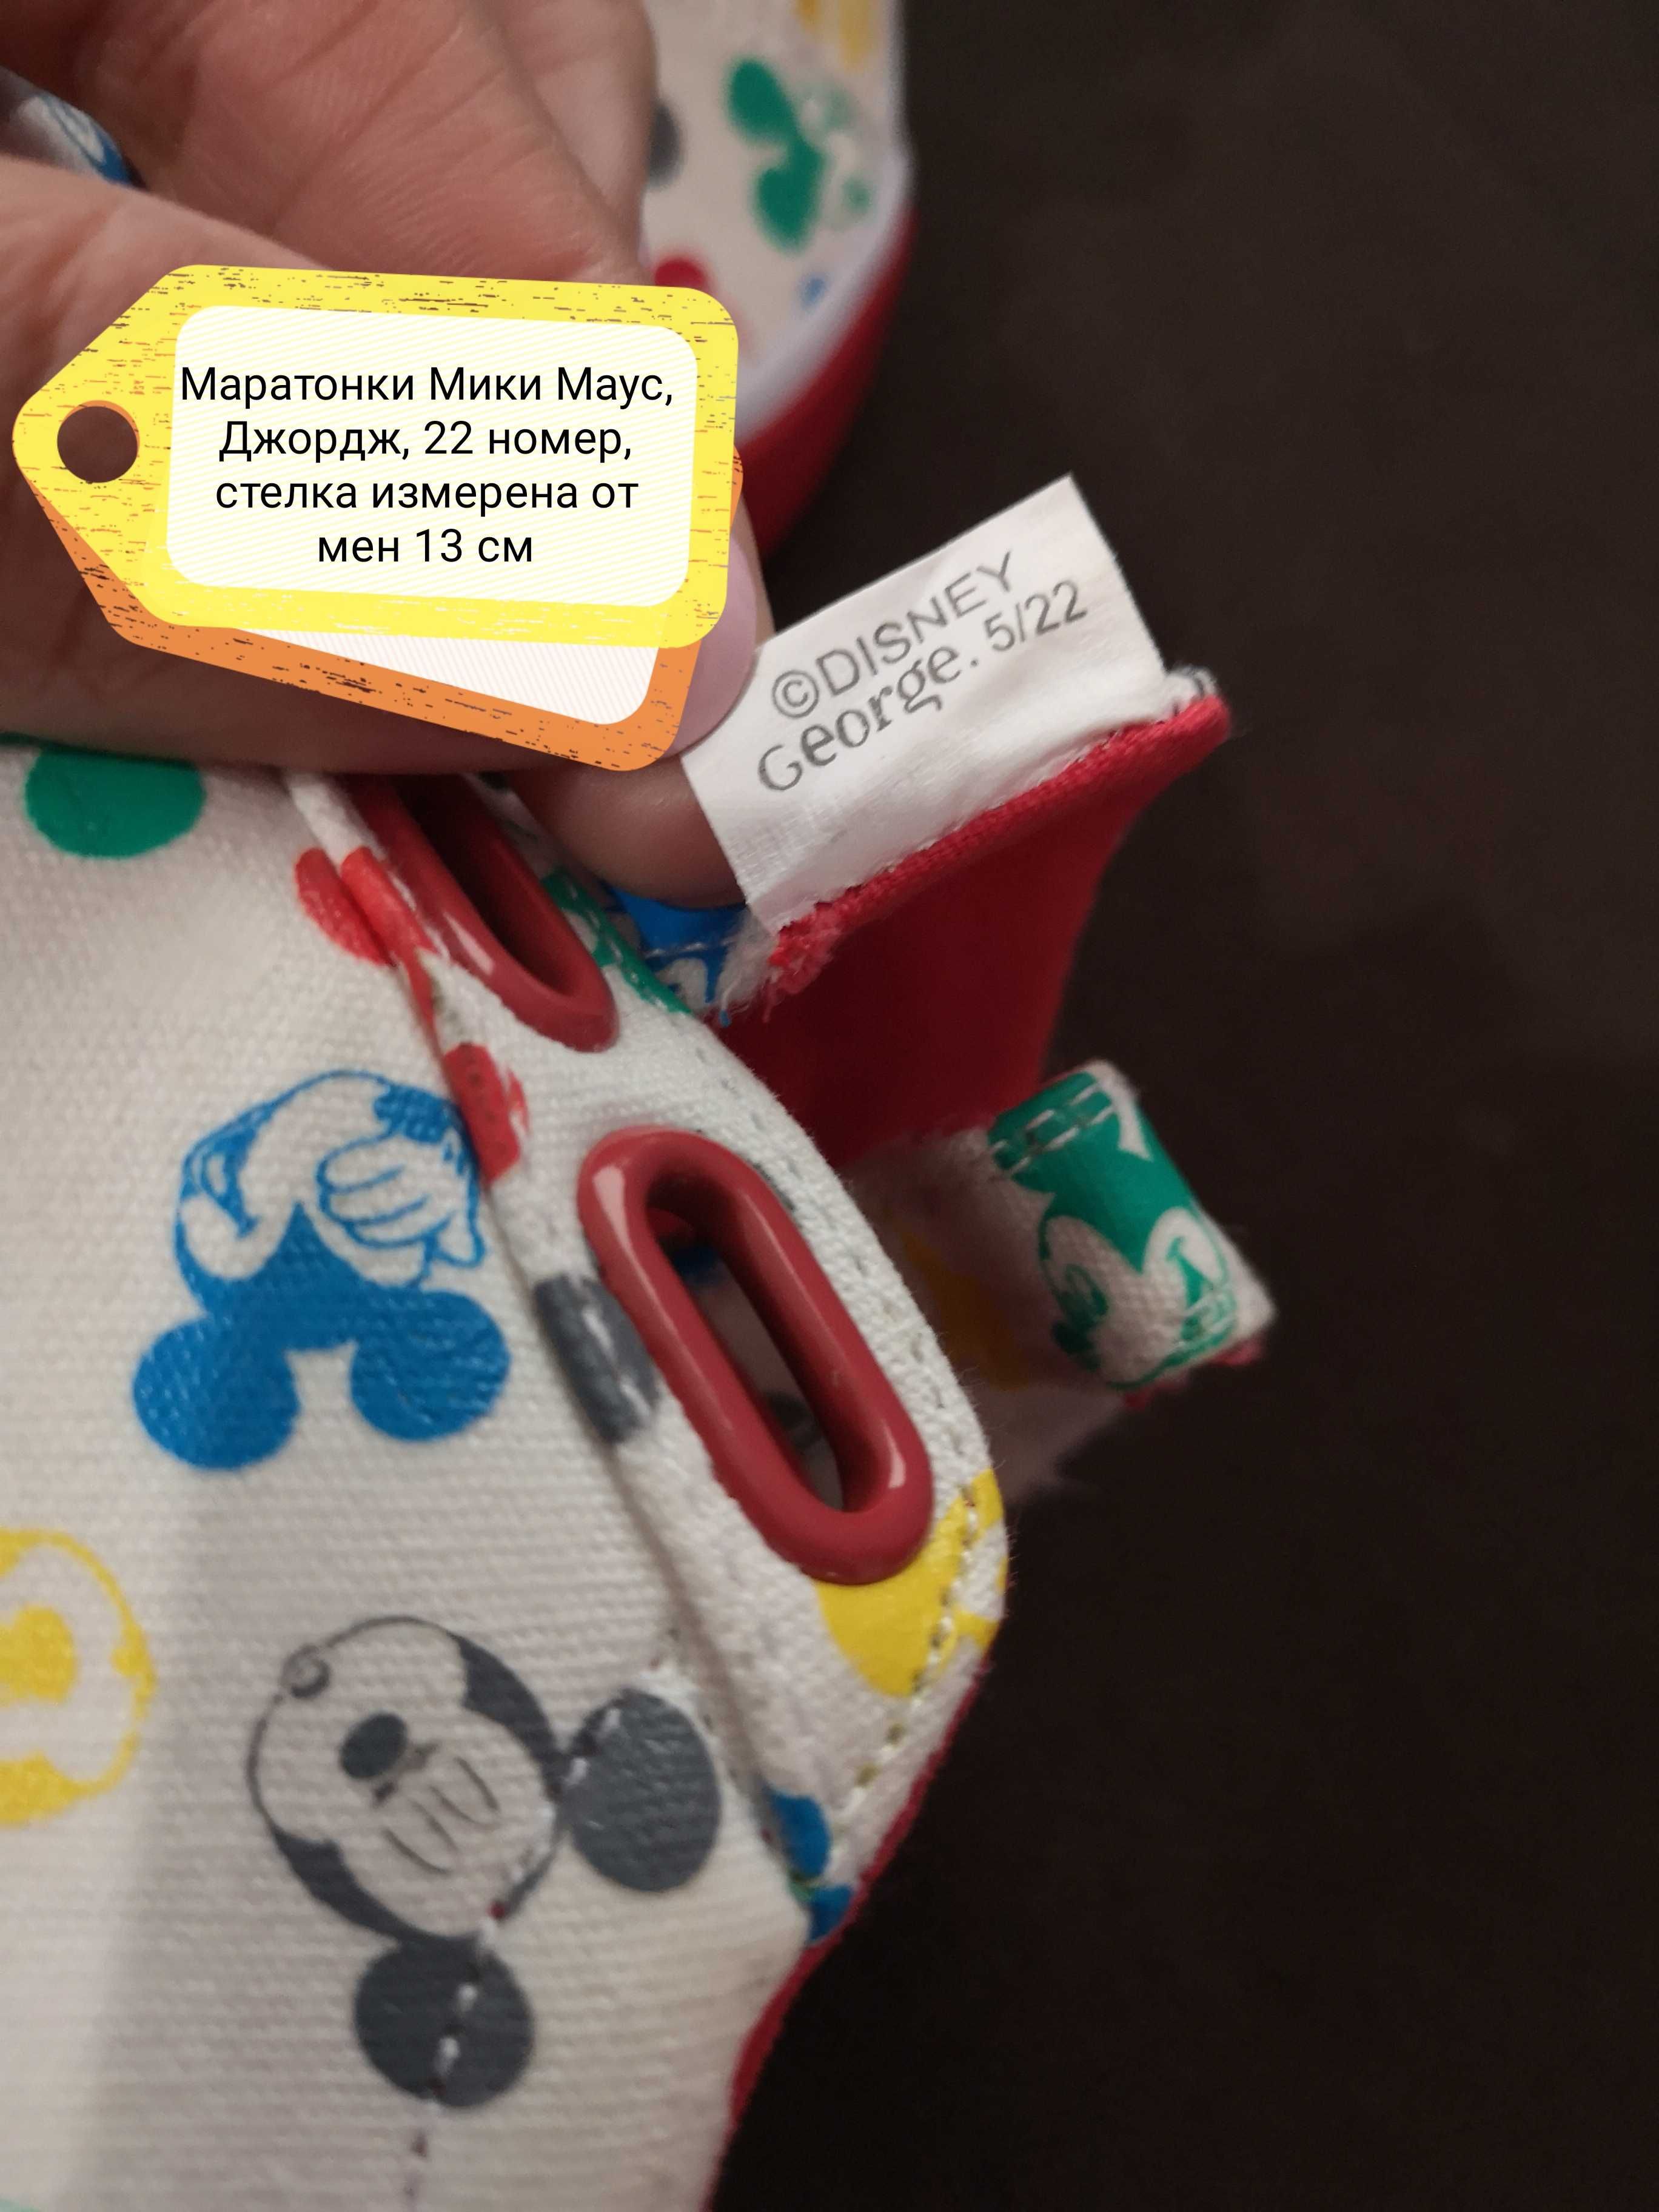 Маратонки Мики Маус,
Джордж, 22 номер,
стелка измерена от
мен 13 см
©DISNEY
George. 5/22